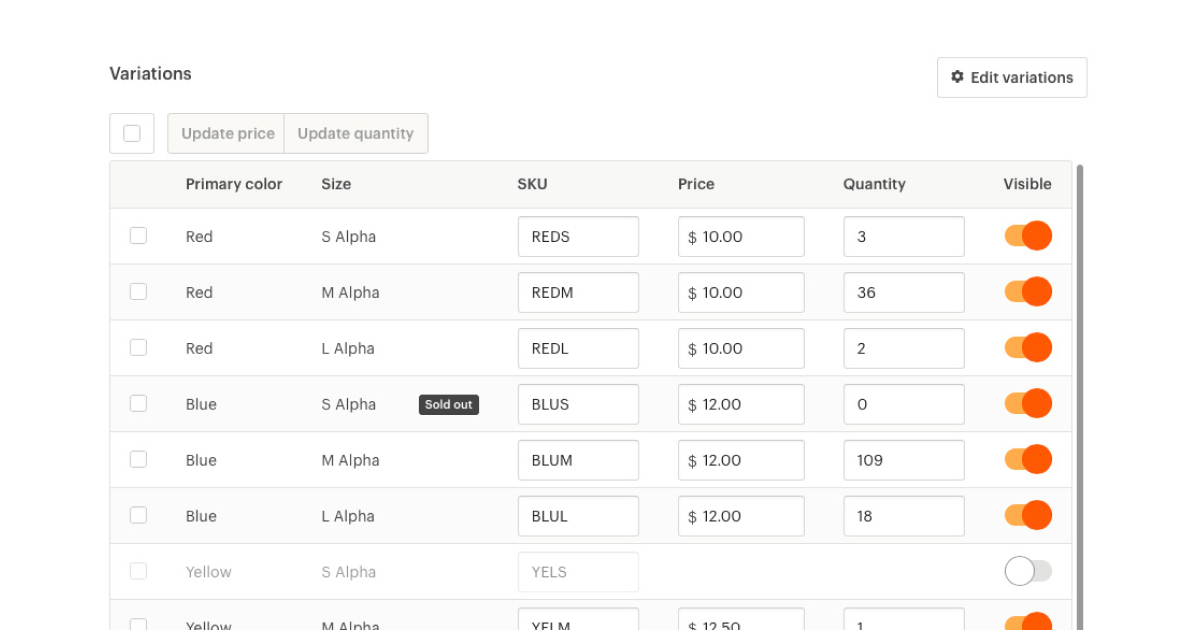 Variations
Edit variations
Update price Update quantity
Primary color Size SKU Price Quantity Visible
Red S Alpha REDS $ 10.00 3
Red M Alpha REDM $ 10.00 36
Red L Alpha REDL $ 10.00 2
Blue S Alpha Sold out BLUS $ 12.00 0
Blue M Alpha BLUM $ 12.00 109
Blue L Alpha BLUL $ 12.00 18
Yellow S Alpha YELS
Yellow M Alpha YELM $ 12.50 1